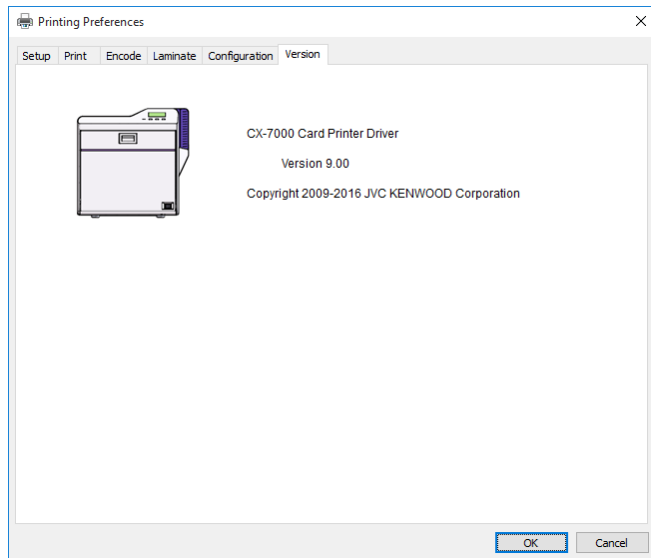 Printing Preferences
Setup Print Encode Laminate Configuration Version
CX-7000 Card Printer Driver
Version 9.00
Copyright 2009-2016 JVC KENWOOD Corporation
OK Cancel